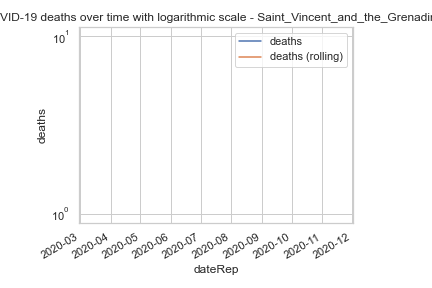 VID-19 deaths over time with logarithmic scale - Saint_Vincent_and_the_Grenadin
10¹
deaths
deaths (rolling)
deaths
10⁰
2020-03
2020-04
2020-05
2020-06
2020-07
2020-08
2020-09
2020-10
2020-11
2020-12
dateRep